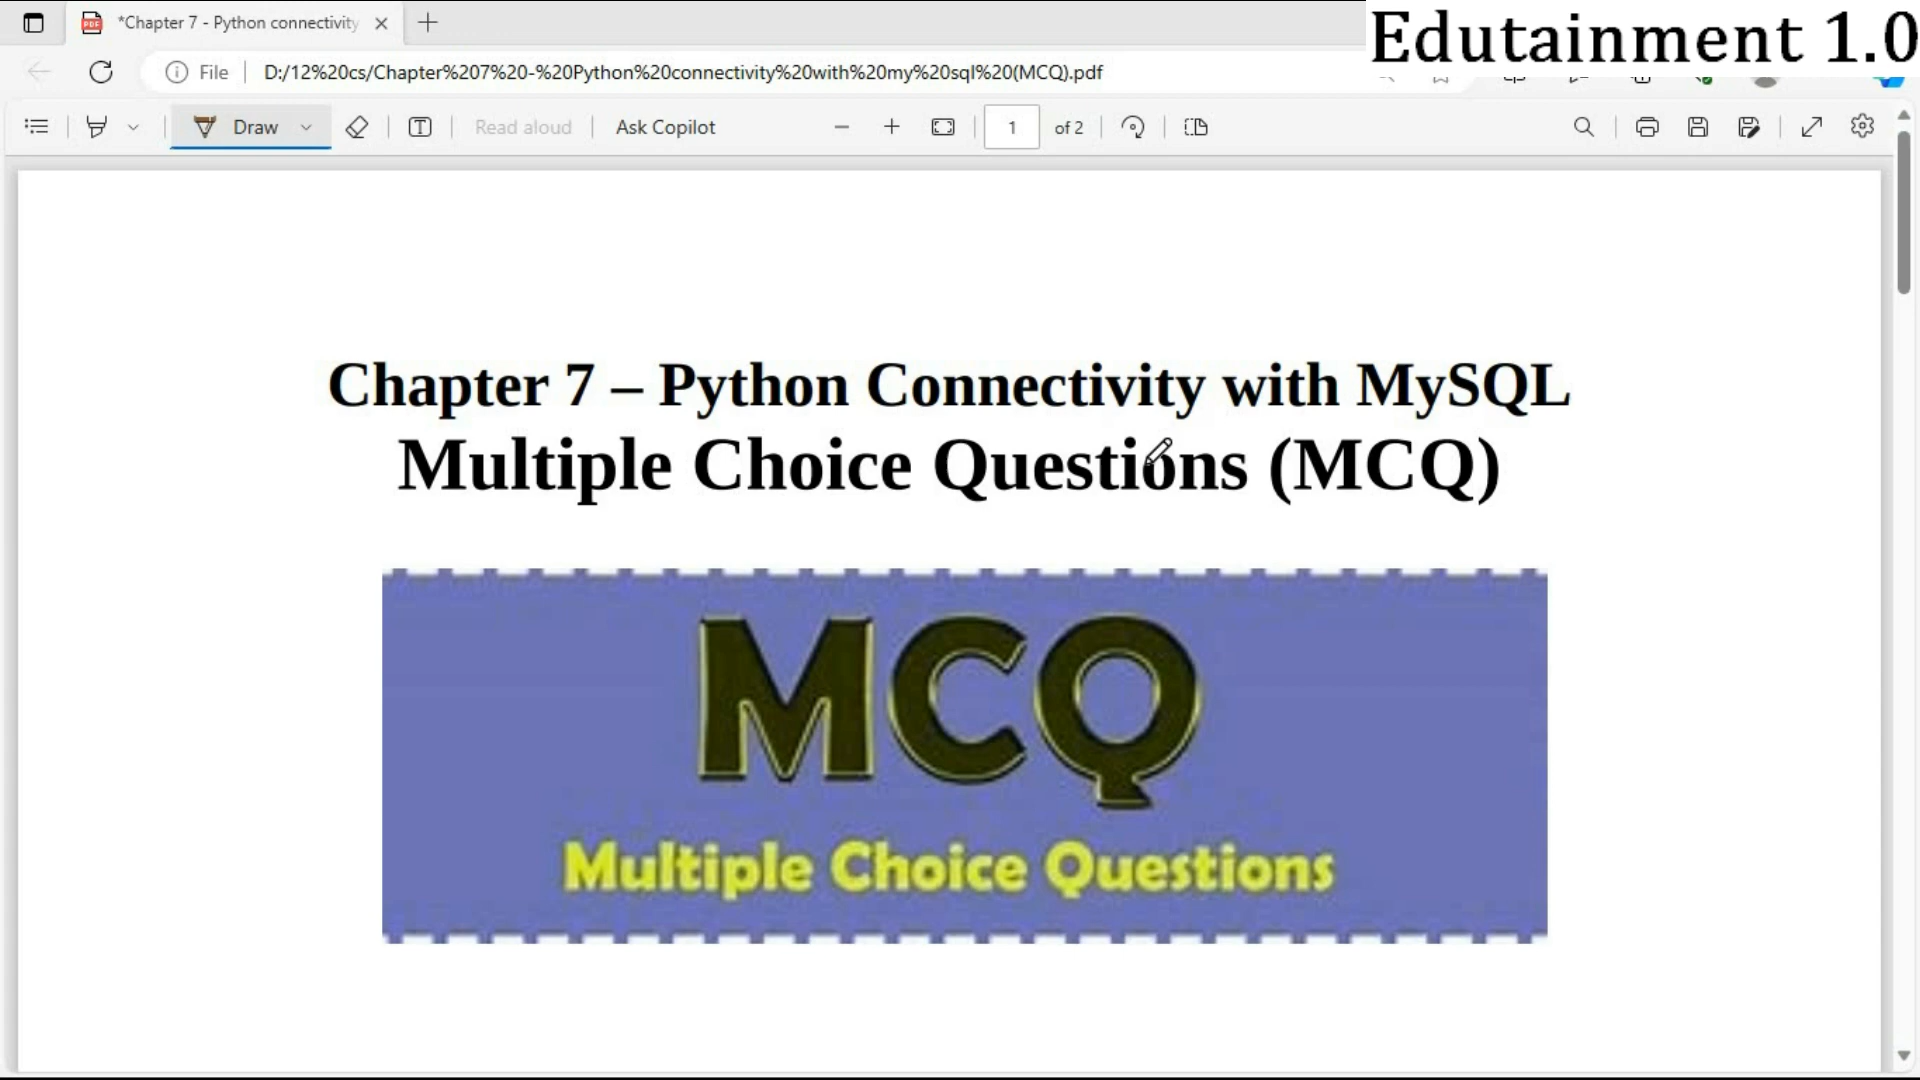 *Chapter 7 - Python connectivity
Edutainment 1.0
File
D:/12%20cs/Chapter%207%20-%20Python%20connectivity%20with%20my%20sql%20(MCQ).pdf
Draw
Read aloud
Ask Copilot
1
of 2
Chapter 7 – Python Connectivity with MySQL
Multiple Choice Questions (MCQ)
MCQ
Multiple Choice Questions